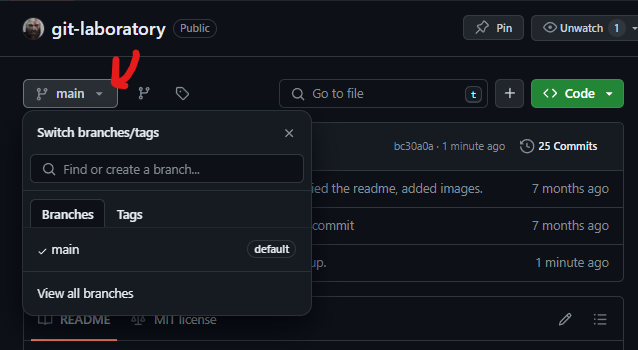 git-laboratory Public Pin Unwatch 1
main Go to file t + Code
Switch branches/tags
bc30a0a · 1 minute ago 25 Commits
Find or create a branch...
ied the readme, added images. 7 months ago
Branches Tags
commit 7 months ago
main default
up. 1 minute ago
View all branches
README MIT license